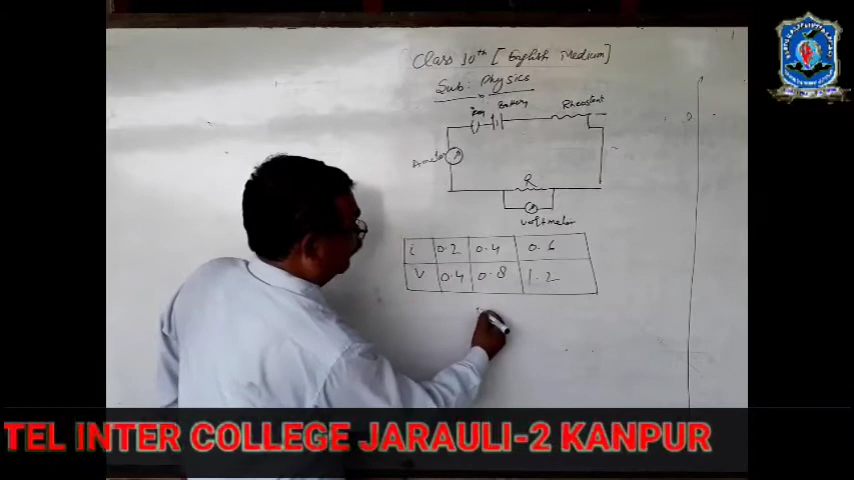 Class 10th [English Medium]
Sub: Physics
Key
Battery
Rheostat
Ameter
R
voltmeter
i 0.2 0.4 0.6
V 0.4 0.8 1.2
TEL INTER COLLEGE JARAULI-2 KANPUR